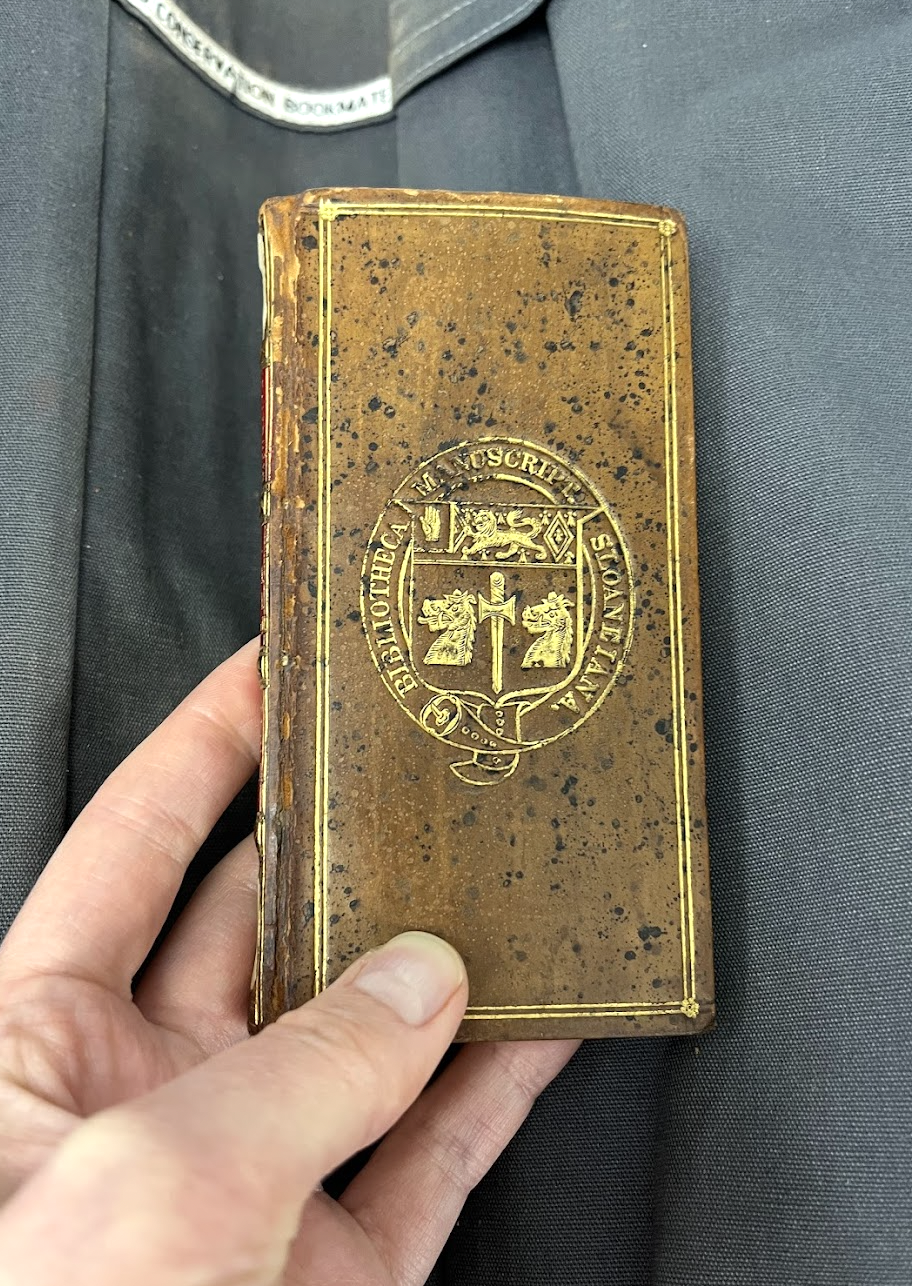 CONSERVATION BOOKMATE
BIBLIOTHECA MANUSCRIPT. SLOANEIANA.